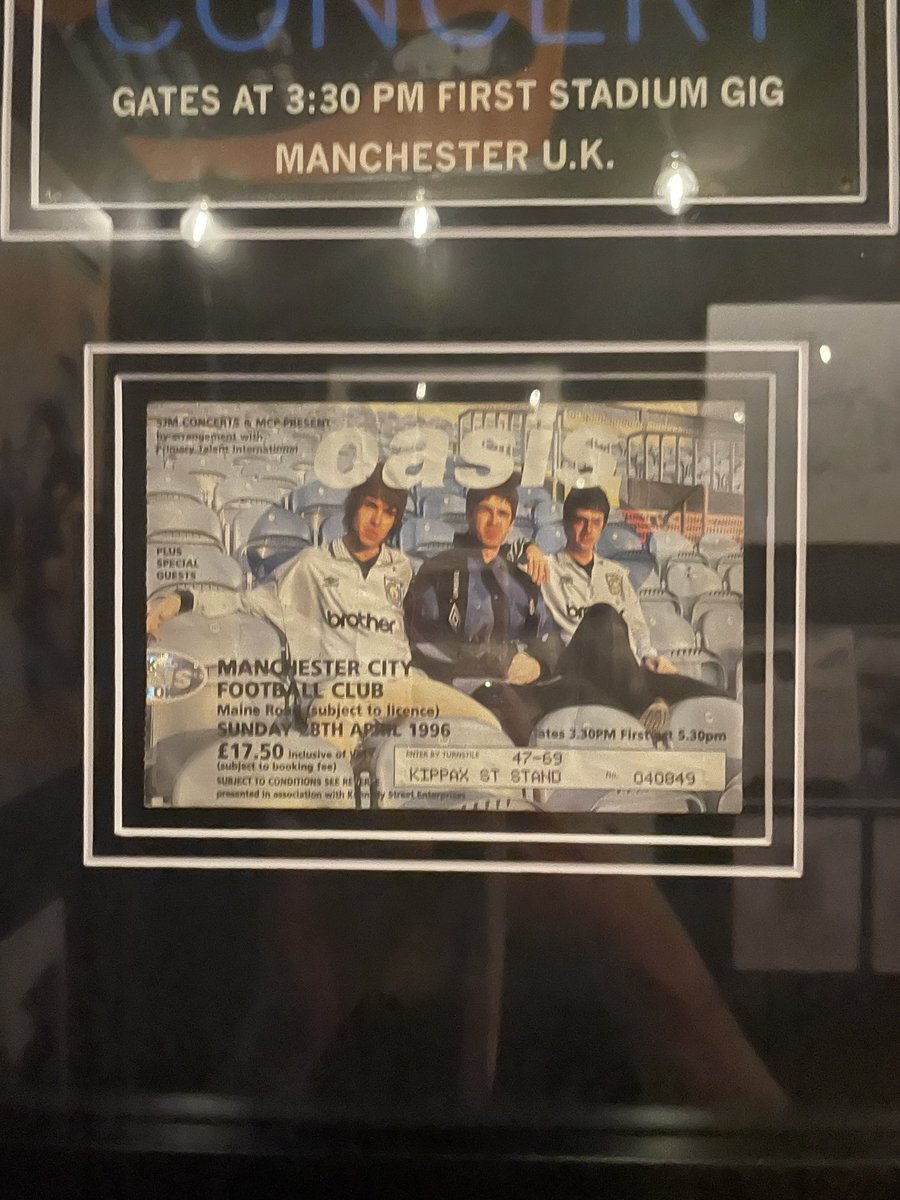 CONCERT
GATES AT 3:30 PM FIRST STADIUM GIG
MANCHESTER U.K.
SJM CONCERTS & MCP PRESENT
by arrangement with
Primary Talent International
oasis
PLUS
SPECIAL
GUESTS
brother
MANCHESTER CITY
FOOTBALL CLUB
Maine Road (subject to licence)
SUNDAY 28TH APRIL 1996
Gates 3.30PM First act 5.30pm
£17.50 inclusive of VAT
(subject to booking fee)
ENTER BY TURNSTILE 47-69
KIPPAX ST STAND No. 040849
SUBJECT TO CONDITIONS SEE REVERSE
presented in association with Kennedy Street Enterprises